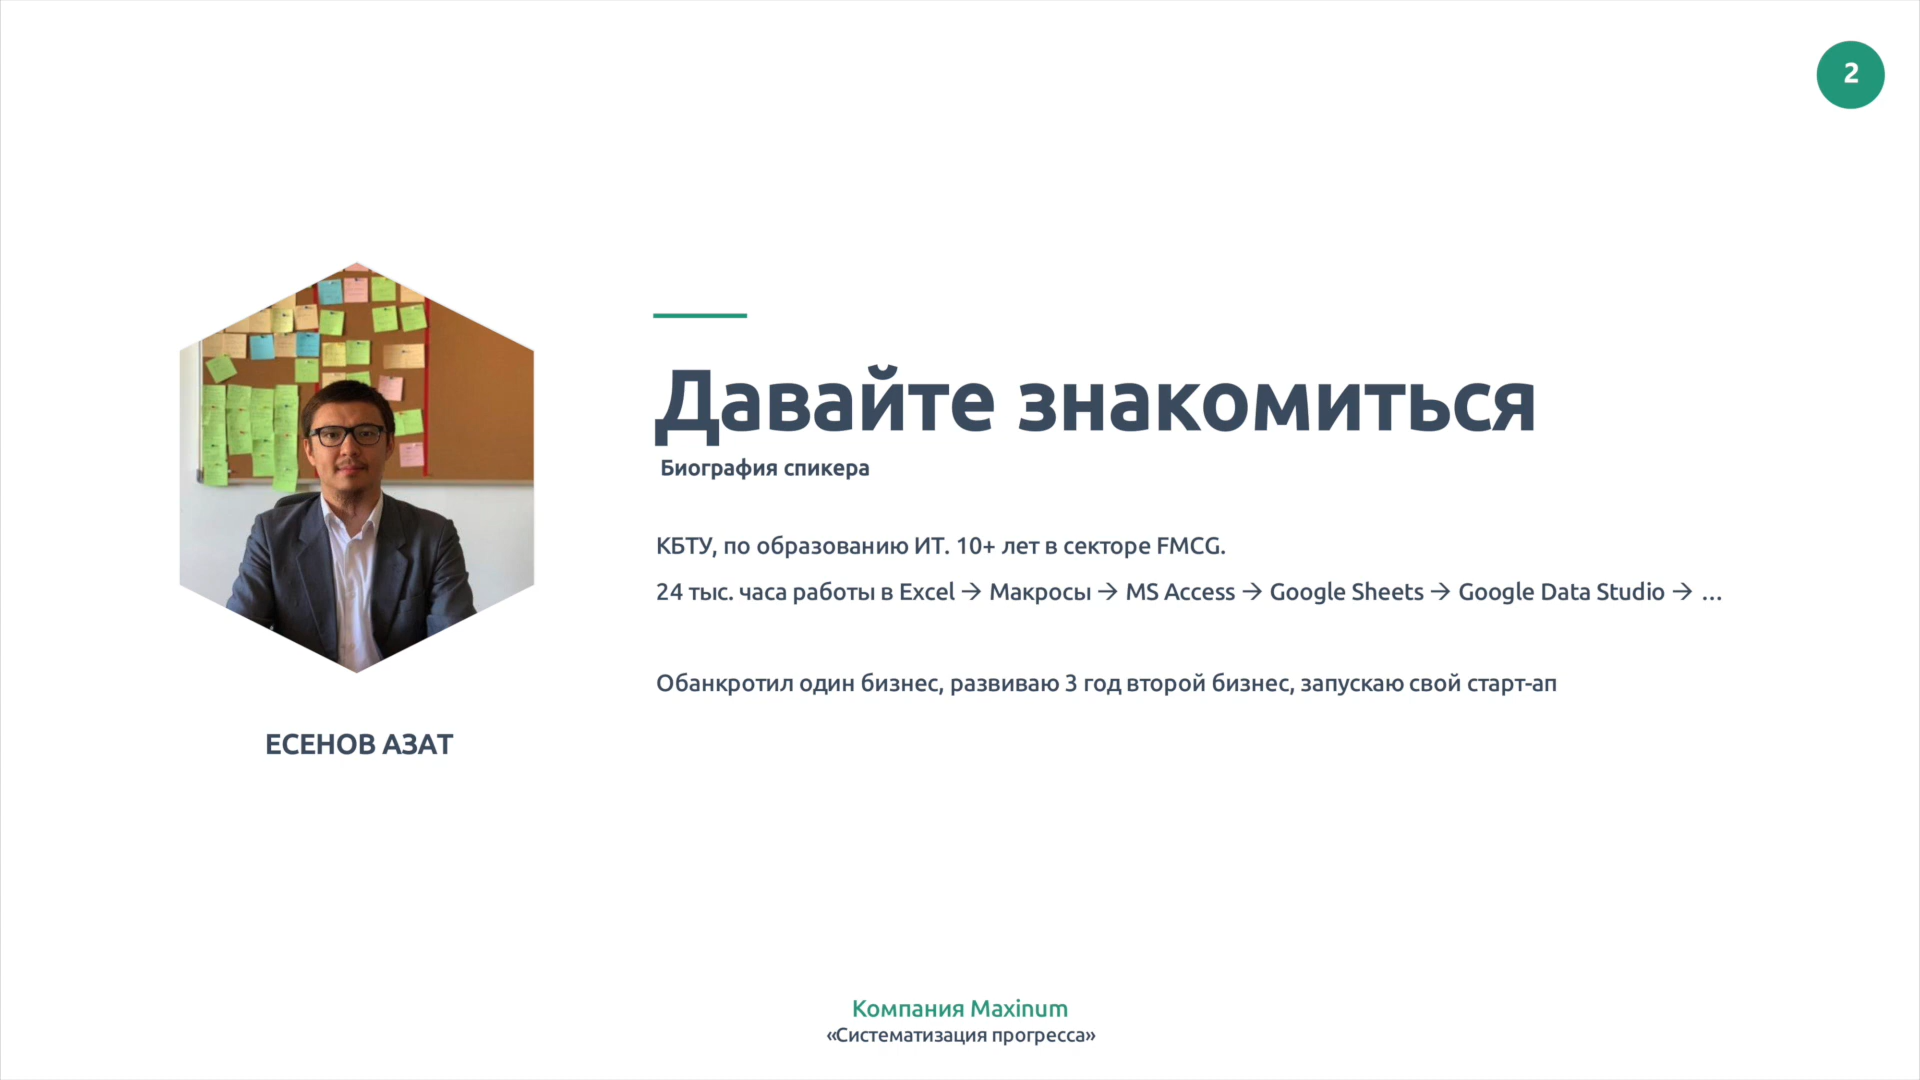 2
Давайте знакомиться
Биография спикера
КБТУ, по образованию ИТ. 10+ лет в секторе FMCG.
24 тыс. часа работы в Excel → Макросы → MS Access → Google Sheets → Google Data Studio → ...
Обанкротил один бизнес, развиваю 3 год второй бизнес, запускаю свой старт-ап
ЕСЕНОВ АЗАТ
Компания Maxinum
«Систематизация прогресса»